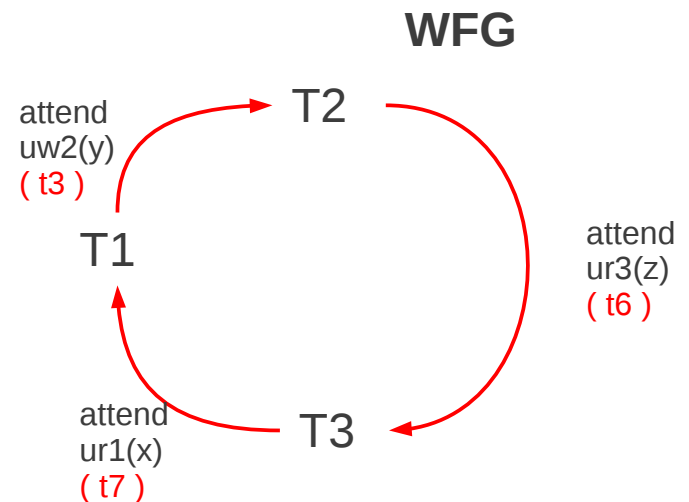 WFG
T2
attend
uw2(y)
( t3 )
T1
attend
ur3(z)
( t6 )
attend
ur1(x)
( t7 )
T3